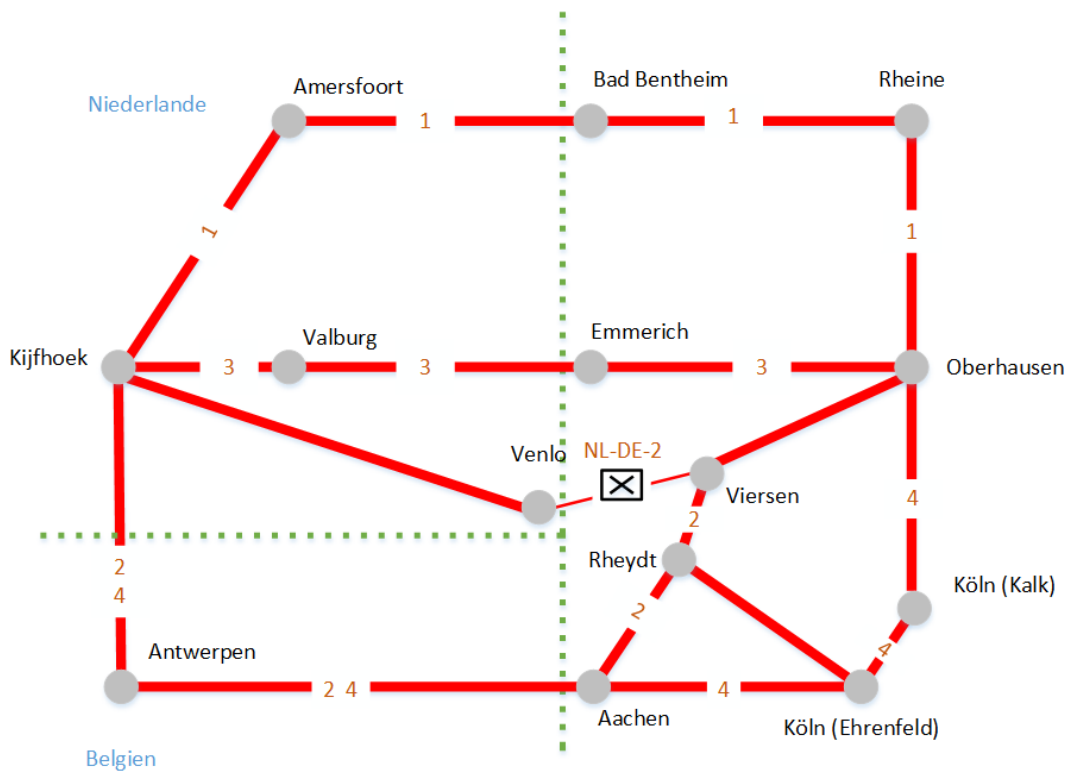 Amersfoort
Bad Bentheim
Rheine
Niederlande
1
1
1
1
Valburg
Emmerich
Kijfhoek
3
3
3
Oberhausen
Venlo
NL-DE-2
Viersen
4
2
Rheydt
2
4
Köln (Kalk)
2
Antwerpen
4
2 4
4
Aachen
Köln (Ehrenfeld)
Belgien